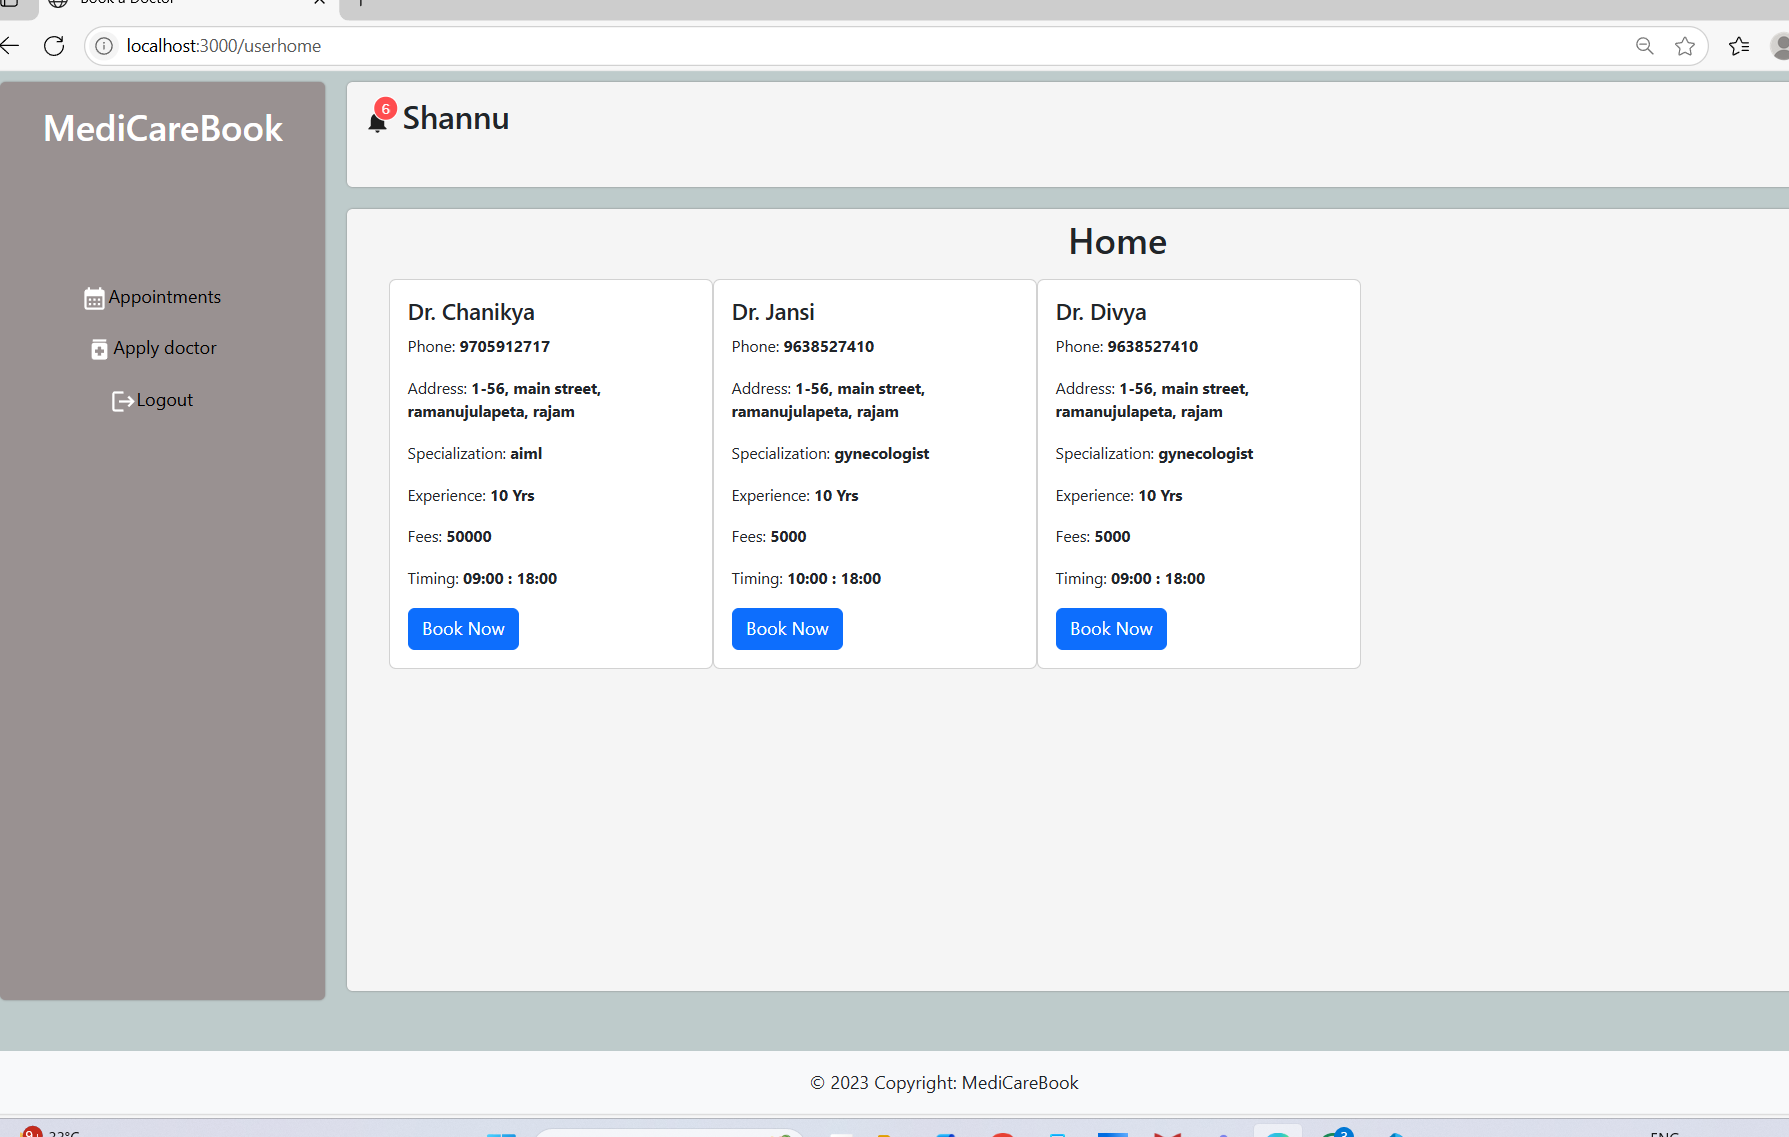 Book a Doctor
localhost:3000/userhome
MediCareBook
6
Shannu
Appointments
Apply doctor
Logout
Home
Dr. Chanikya
Phone: 9705912717
Address: 1-56, main street,
ramanujulapeta, rajam
Specialization: aiml
Experience: 10 Yrs
Fees: 50000
Timing: 09:00 : 18:00
Book Now
Dr. Jansi
Phone: 9638527410
Address: 1-56, main street,
ramanujulapeta, rajam
Specialization: gynecologist
Experience: 10 Yrs
Fees: 5000
Timing: 10:00 : 18:00
Book Now
Dr. Divya
Phone: 9638527410
Address: 1-56, main street,
ramanujulapeta, rajam
Specialization: gynecologist
Experience: 10 Yrs
Fees: 5000
Timing: 09:00 : 18:00
Book Now
© 2023 Copyright: MediCareBook
ENG